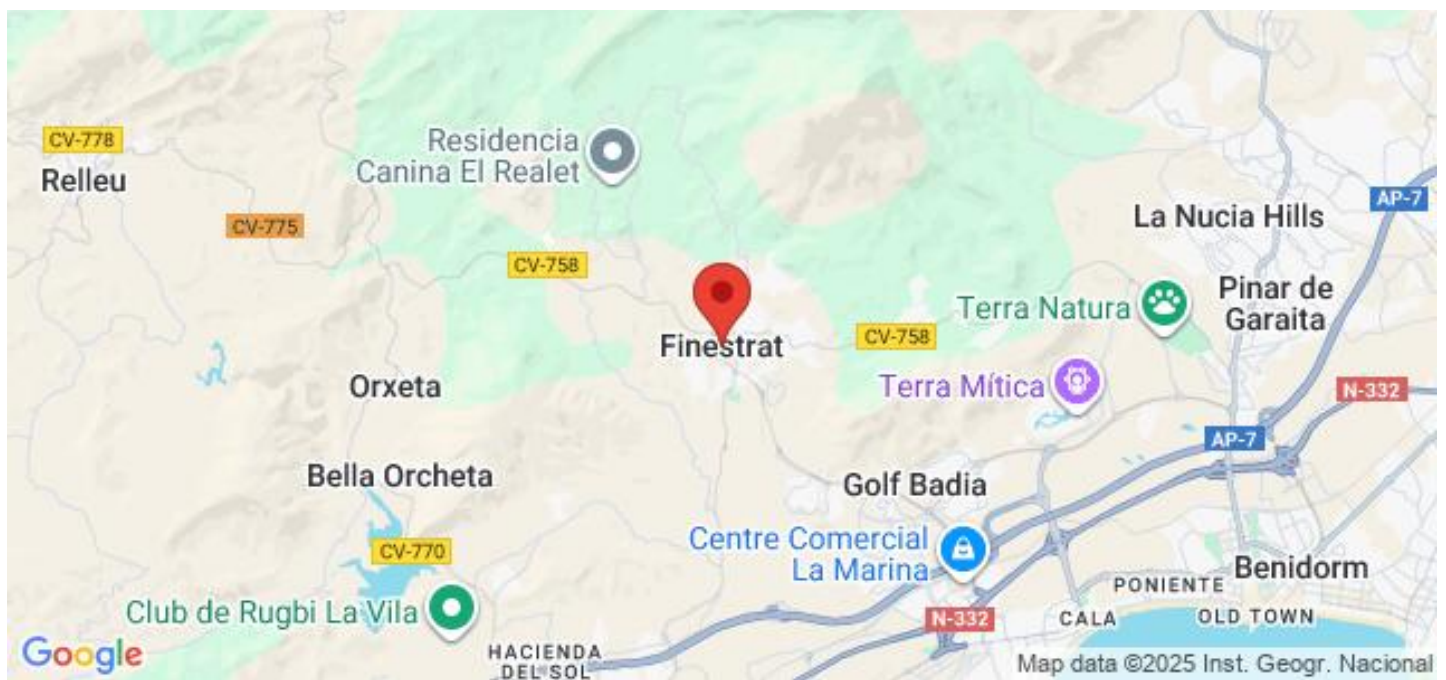 CV-778
Relleu
Residencia
Canina El Realet
CV-775
CV-758
AP-7
La Nucia Hills
Terra Natura
Pinar de
Garaita
Finestrat
CV-758
Orxeta
Terra Mítica
N-332
AP-7
Bella Orcheta
Golf Badia
CV-770
Centre Comercial
La Marina
Benidorm
PONIENTE
Club de Rugbi La Vila
N-332
CALA
OLD TOWN
HACIENDA
DEL SOL
Google
Map data ©2025 Inst. Geogr. Nacional